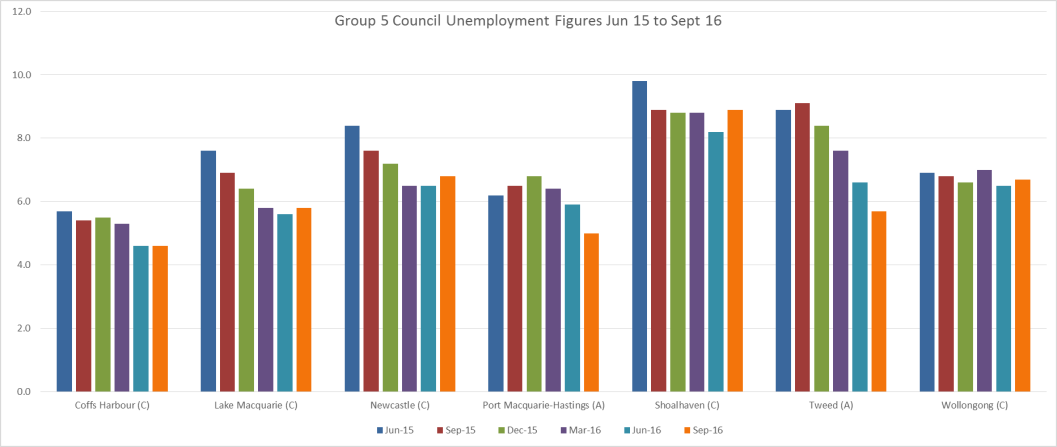 Group 5 Council Unemployment Figures Jun 15 to Sept 16
12.0
10.0
8.0
6.0
4.0
2.0
0.0
Coffs Harbour (C) Lake Macquarie (C) Newcastle (C) Port Macquarie-Hastings (A) Shoalhaven (C) Tweed (A) Wollongong (C)
Jun-15 Sep-15 Dec-15 Mar-16 Jun-16 Sep-16